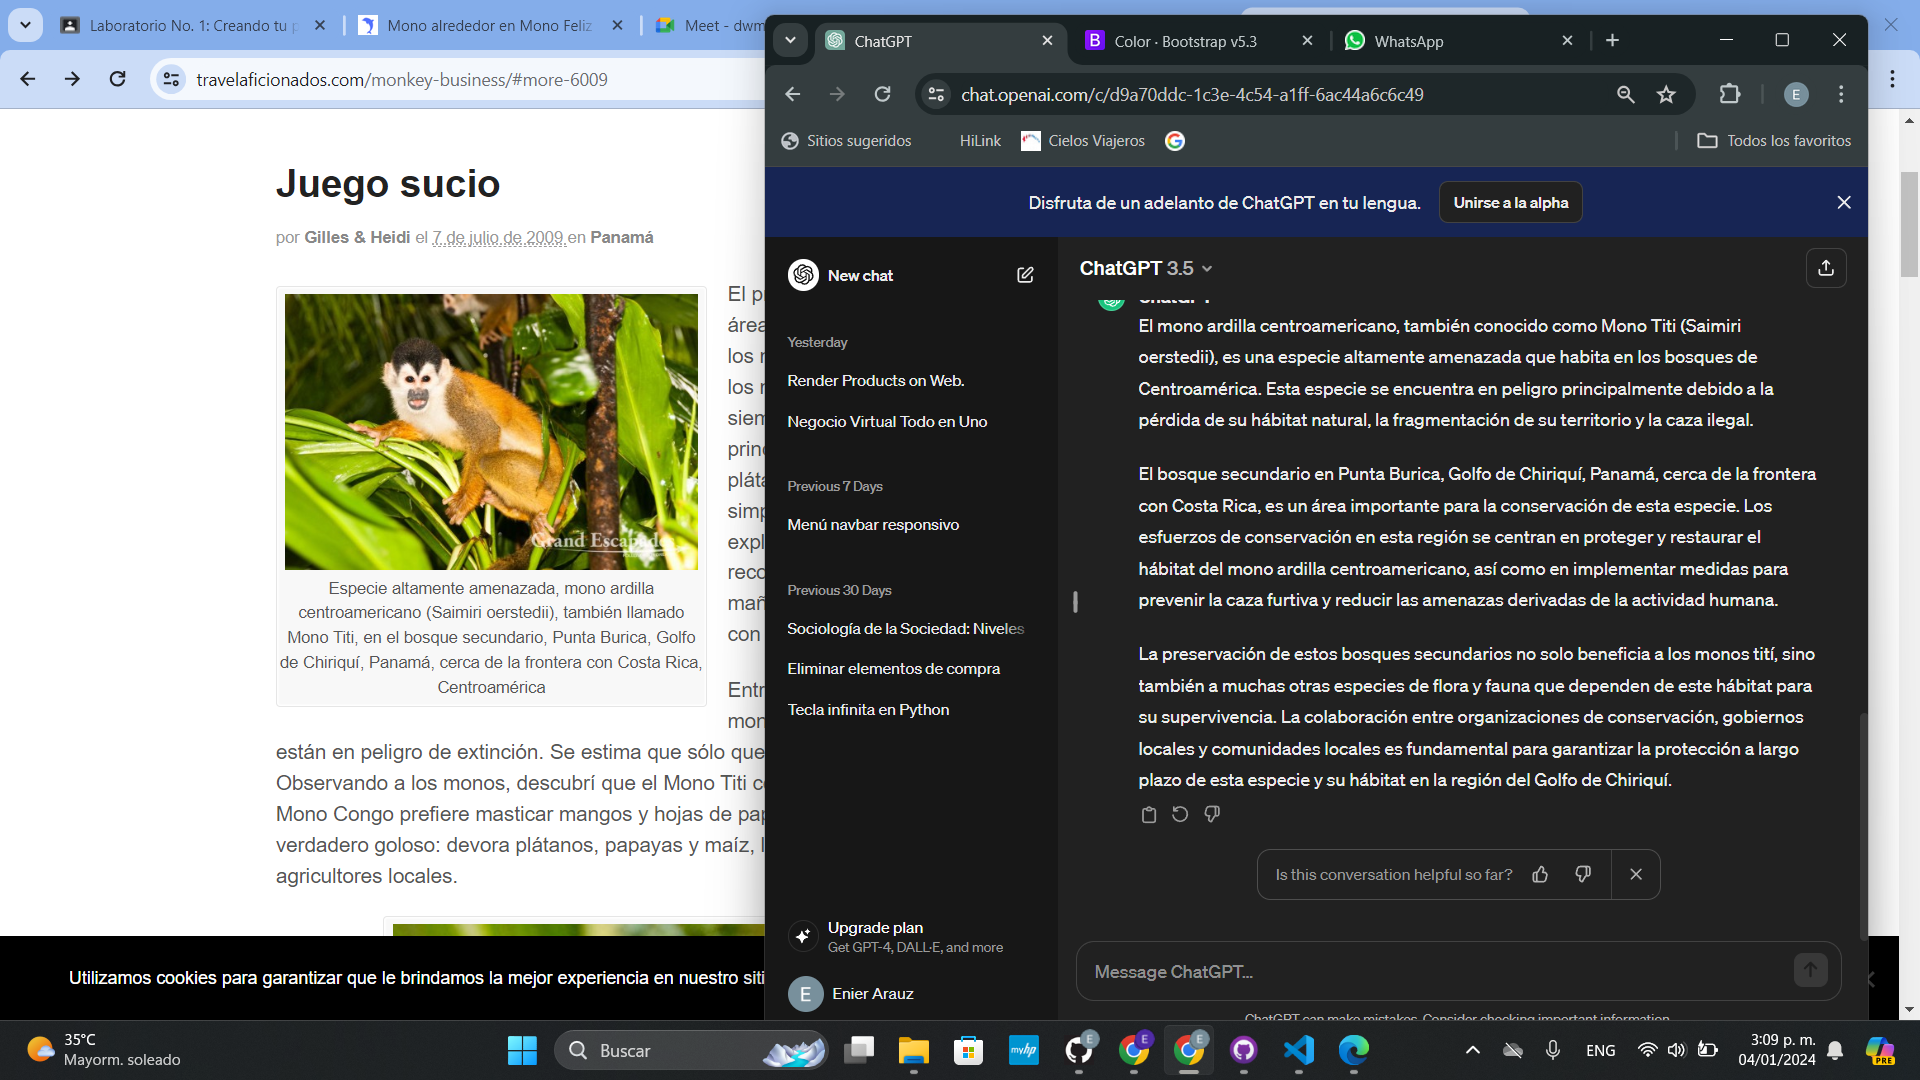 Laboratorio No. 1: Creando tu p
Mono alrededor en Mono Feliz
Meet - dwm
travelaficionados.com/monkey-business/#more-6009
Juego sucio
por Gilles & Heidi el 7 de julio de 2009 en Panamá
Grand Escapades
Especie altamente amenazada, mono ardilla
centroamericano (Saimiri oerstedii), también llamado
Mono Titi, en el bosque secundario, Punta Burica, Golfo
de Chiriquí, Panamá, cerca de la frontera con Costa Rica,
Centroamérica
El p
área
los
los
siem
prin
pláta
simp
expl
reco
mañ
con
Entr
mon
están en peligro de extinción. Se estima que sólo que
Observando a los monos, descubrí que el Mono Titi c
Mono Congo prefiere masticar mangos y hojas de pap
verdadero goloso: devora plátanos, papayas y maíz, l
agricultores locales.
Utilizamos cookies para garantizar que le brindamos la mejor experiencia en nuestro siti
ChatGPT
Color · Bootstrap v5.3
WhatsApp
chat.openai.com/c/d9a70ddc-1c3e-4c54-a1ff-6ac44a6c6c49
E
Sitios sugeridos
HiLink
Cielos Viajeros
Todos los favoritos
Disfruta de un adelanto de ChatGPT en tu lengua.
Unirse a la alpha
New chat
Yesterday
Render Products on Web.
Negocio Virtual Todo en Uno
Previous 7 Days
Menú navbar responsivo
Previous 30 Days
Sociología de la Sociedad: Niveles
Eliminar elementos de compra
Tecla infinita en Python
Upgrade plan
Get GPT-4, DALL·E, and more
E
Enier Arauz
ChatGPT 3.5
ChatGPT
El mono ardilla centroamericano, también conocido como Mono Titi (Saimiri
oerstedii), es una especie altamente amenazada que habita en los bosques de
Centroamérica. Esta especie se encuentra en peligro principalmente debido a la
pérdida de su hábitat natural, la fragmentación de su territorio y la caza ilegal.
El bosque secundario en Punta Burica, Golfo de Chiriquí, Panamá, cerca de la frontera
con Costa Rica, es un área importante para la conservación de esta especie. Los
esfuerzos de conservación en esta región se centran en proteger y restaurar el
hábitat del mono ardilla centroamericano, así como en implementar medidas para
prevenir la caza furtiva y reducir las amenazas derivadas de la actividad humana.
La preservación de estos bosques secundarios no solo beneficia a los monos tití, sino
también a muchas otras especies de flora y fauna que dependen de este hábitat para
su supervivencia. La colaboración entre organizaciones de conservación, gobiernos
locales y comunidades locales es fundamental para garantizar la protección a largo
plazo de esta especie y su hábitat en la región del Golfo de Chiriquí.
Is this conversation helpful so far?
Message ChatGPT...
ChatGPT can make mistakes. Consider checking important information.
35°C
Mayorm. soleado
Buscar
myhp
E
E
E
ENG
3:09 p. m.
04/01/2024
PRE